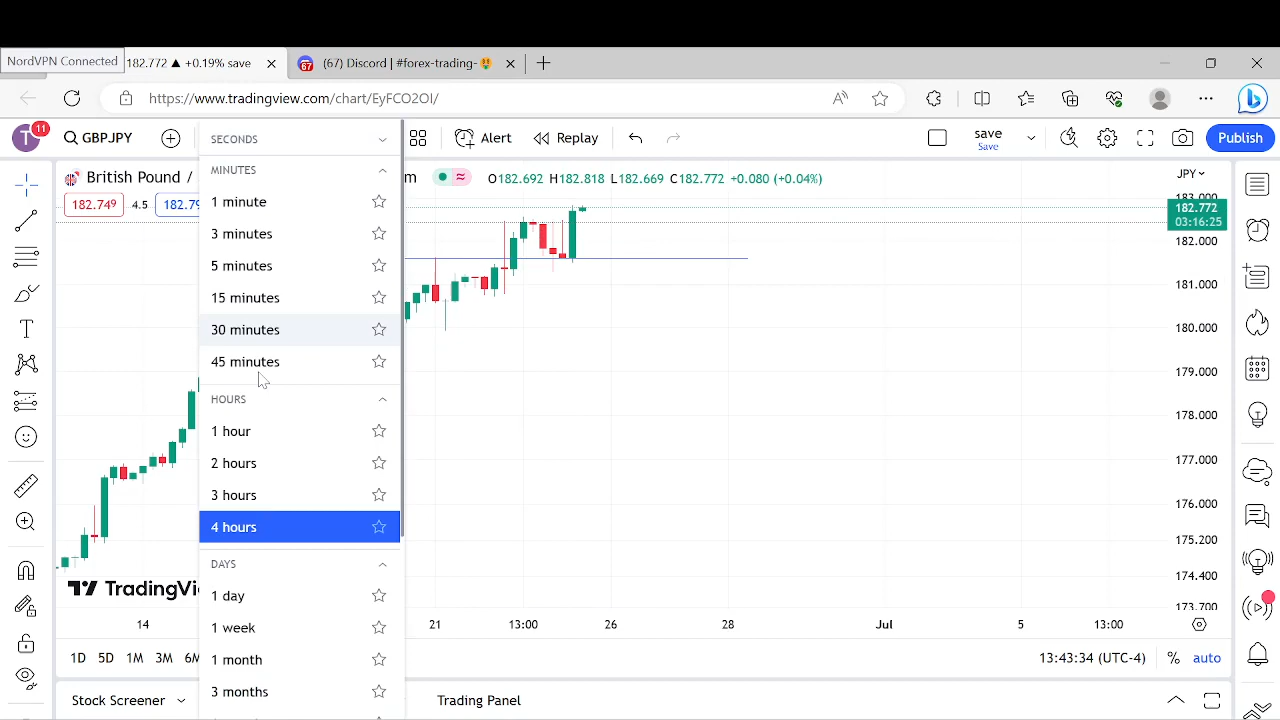 NordVPN Connected
182.772 ▲ +0.19% save
67
(67) Discord | #forex-trading-🤑
https://www.tradingview.com/chart/EyFCO2OI/
T
11
GBPJPY
SECONDS
Alert
Replay
save
Save
Publish
British Pound /
m
O182.692 H182.818 L182.669 C182.772 +0.080 (+0.04%)
JPY
182.749
4.5
182.79
MINUTES
1 minute
3 minutes
5 minutes
15 minutes
30 minutes
45 minutes
HOURS
1 hour
2 hours
3 hours
4 hours
DAYS
1 day
1 week
1 month
3 months
183.000
182.772
03:16:25
182.000
181.000
180.000
179.000
178.000
177.000
176.000
175.200
174.400
173.700
TradingView
14
21
13:00
26
28
Jul
5
13:00
1D 5D 1M 3M 6M
13:43:34 (UTC-4)
%
auto
Stock Screener
Trading Panel